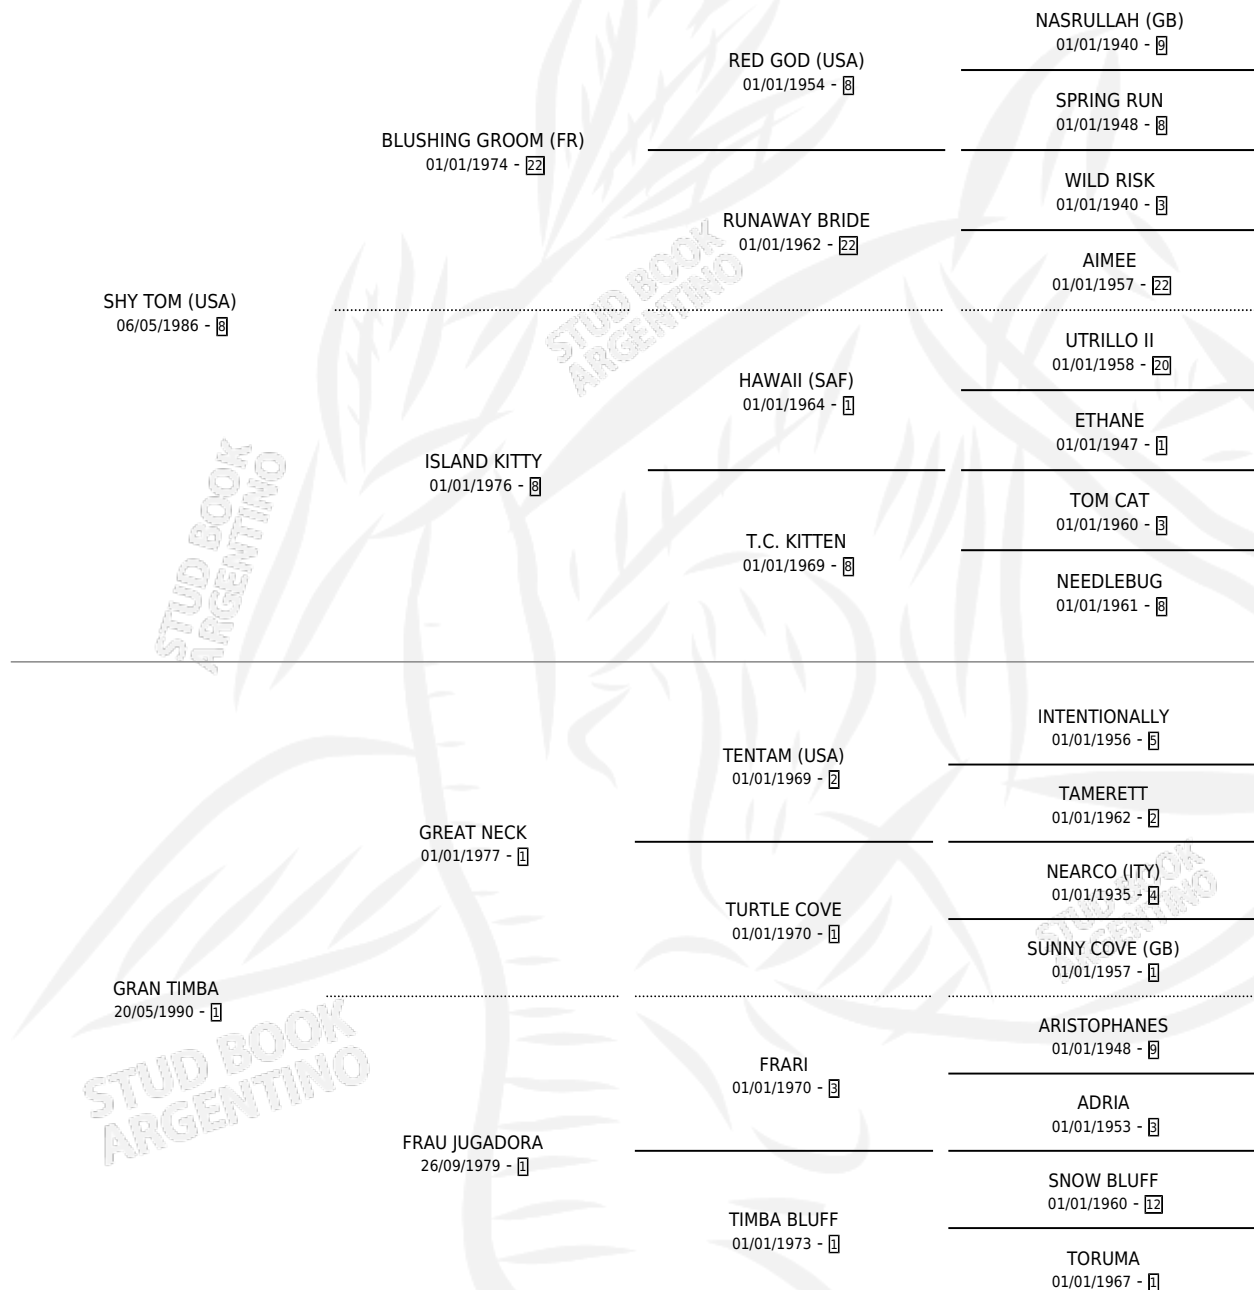 NASRULLAH (GB)
01/01/1940 - 9
RED GOD (USA)
01/01/1954 - 8
SPRING RUN
01/01/1948 - 8
BLUSHING GROOM (FR)
01/01/1974 - 22
WILD RISK
01/01/1940 - 3
RUNAWAY BRIDE
01/01/1962 - 22
AIMEE
01/01/1957 - 22
SHY TOM (USA)
06/05/1986 - 8
UTRILLO II
01/01/1958 - 20
HAWAII (SAF)
01/01/1964 - 1
ETHANE
01/01/1947 - 1
ISLAND KITTY
01/01/1976 - 8
TOM CAT
01/01/1960 - 3
T.C. KITTEN
01/01/1969 - 8
NEEDLEBUG
01/01/1961 - 8
INTENTIONALLY
01/01/1956 - 5
TENTAM (USA)
01/01/1969 - 2
TAMERETT
01/01/1962 - 2
GREAT NECK
01/01/1977 - 1
NEARCO (ITY)
01/01/1935 - 4
TURTLE COVE
01/01/1970 - 1
SUNNY COVE (GB)
01/01/1957 - 1
GRAN TIMBA
20/05/1990 - 1
ARISTOPHANES
01/01/1948 - 9
FRARI
01/01/1970 - 3
ADRIA
01/01/1953 - 3
FRAU JUGADORA
26/09/1979 - 1
SNOW BLUFF
01/01/1960 - 12
TIMBA BLUFF
01/01/1973 - 1
TORUMA
01/01/1967 - 1
STUD BOOK
ARGENTINO
STUD BOOK
ARGENTINO
STUD BOOK
ARGENTINO
STUD BOOK
ARGENTINO